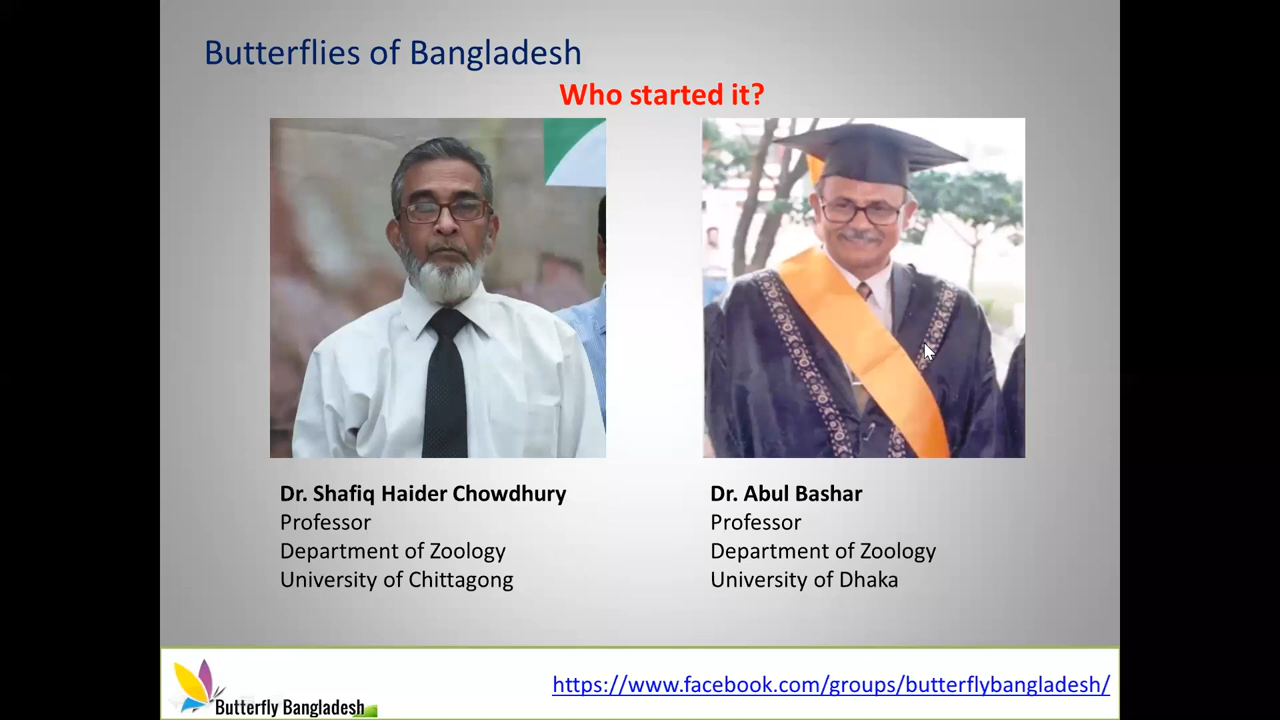 Butterflies of Bangladesh
Who started it?
Dr. Shafiq Haider Chowdhury
Professor
Department of Zoology
University of Chittagong
Dr. Abul Bashar
Professor
Department of Zoology
University of Dhaka
Butterfly Bangladesh
https://www.facebook.com/groups/butterflybangladesh/